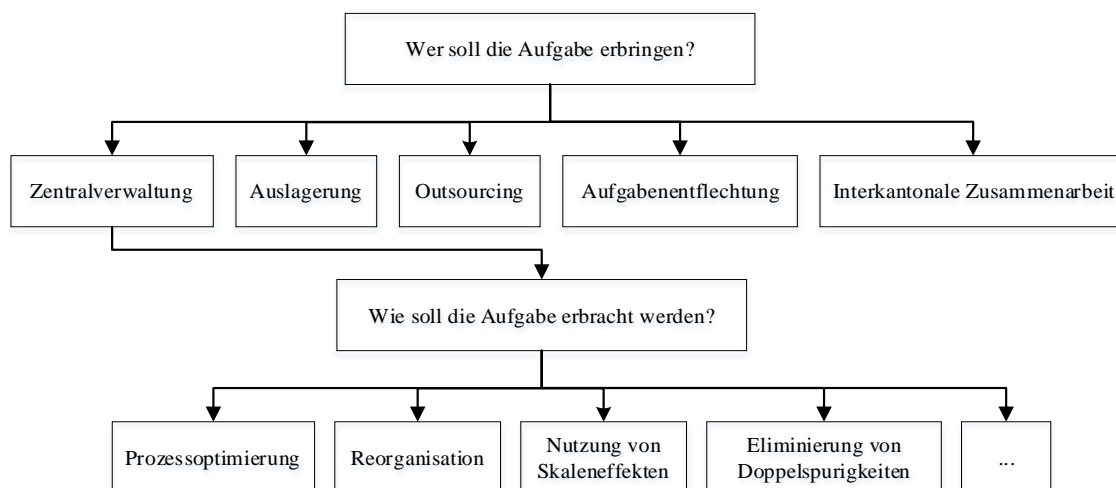 Wer soll die Aufgabe erbringen?
Zentralverwaltung
Auslagerung
Outsourcing
Aufgabenentflechtung
Interkantonale Zusammenarbeit
Wie soll die Aufgabe erbracht werden?
Prozessoptimierung
Reorganisation
Nutzung von
Skaleneffekten
Eliminierung von
Doppelspurigkeiten
...